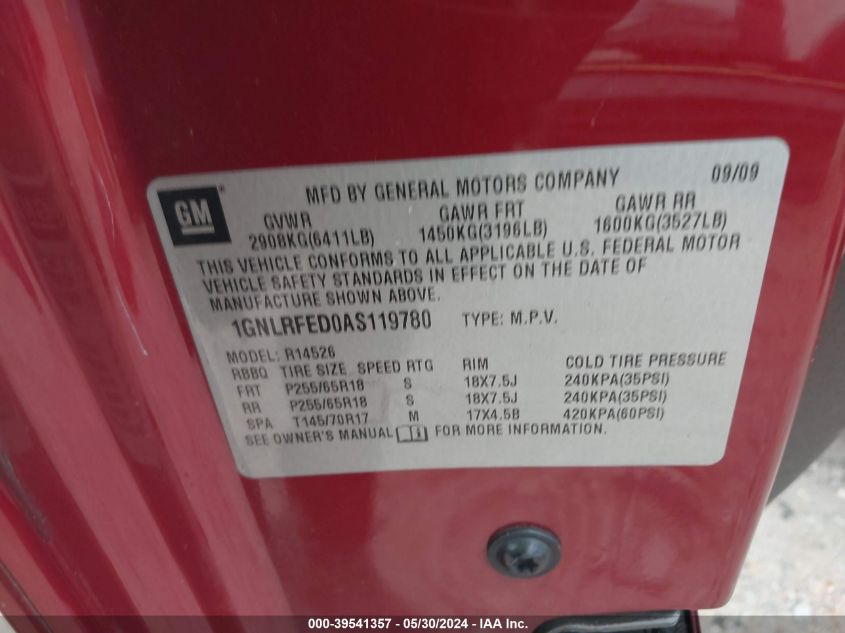 09/09
MFD BY GENERAL MOTORS COMPANY
GM
GVWR GAWR FRT GAWR RR
2908KG(6411LB) 1450KG(3196LB) 1600KG(3527LB)
THIS VEHICLE CONFORMS TO ALL APPLICABLE U.S. FEDERAL MOTOR
VEHICLE SAFETY STANDARDS IN EFFECT ON THE DATE OF
MANUFACTURE SHOWN ABOVE.
1GNLRFED0AS119780 TYPE: M.P.V.
MODEL: R14526
RBBQ TIRE SIZE SPEED RTG RIM COLD TIRE PRESSURE
FRT P255/65R18 S 18X7.5J 240KPA(35PSI)
RR P255/65R18 S 18X7.5J 240KPA(35PSI)
SPA T145/70R17 M 17X4.5B 420KPA(60PSI)
SEE OWNER'S MANUAL FOR MORE INFORMATION.
000-39541357 - 05/30/2024 - IAA Inc.